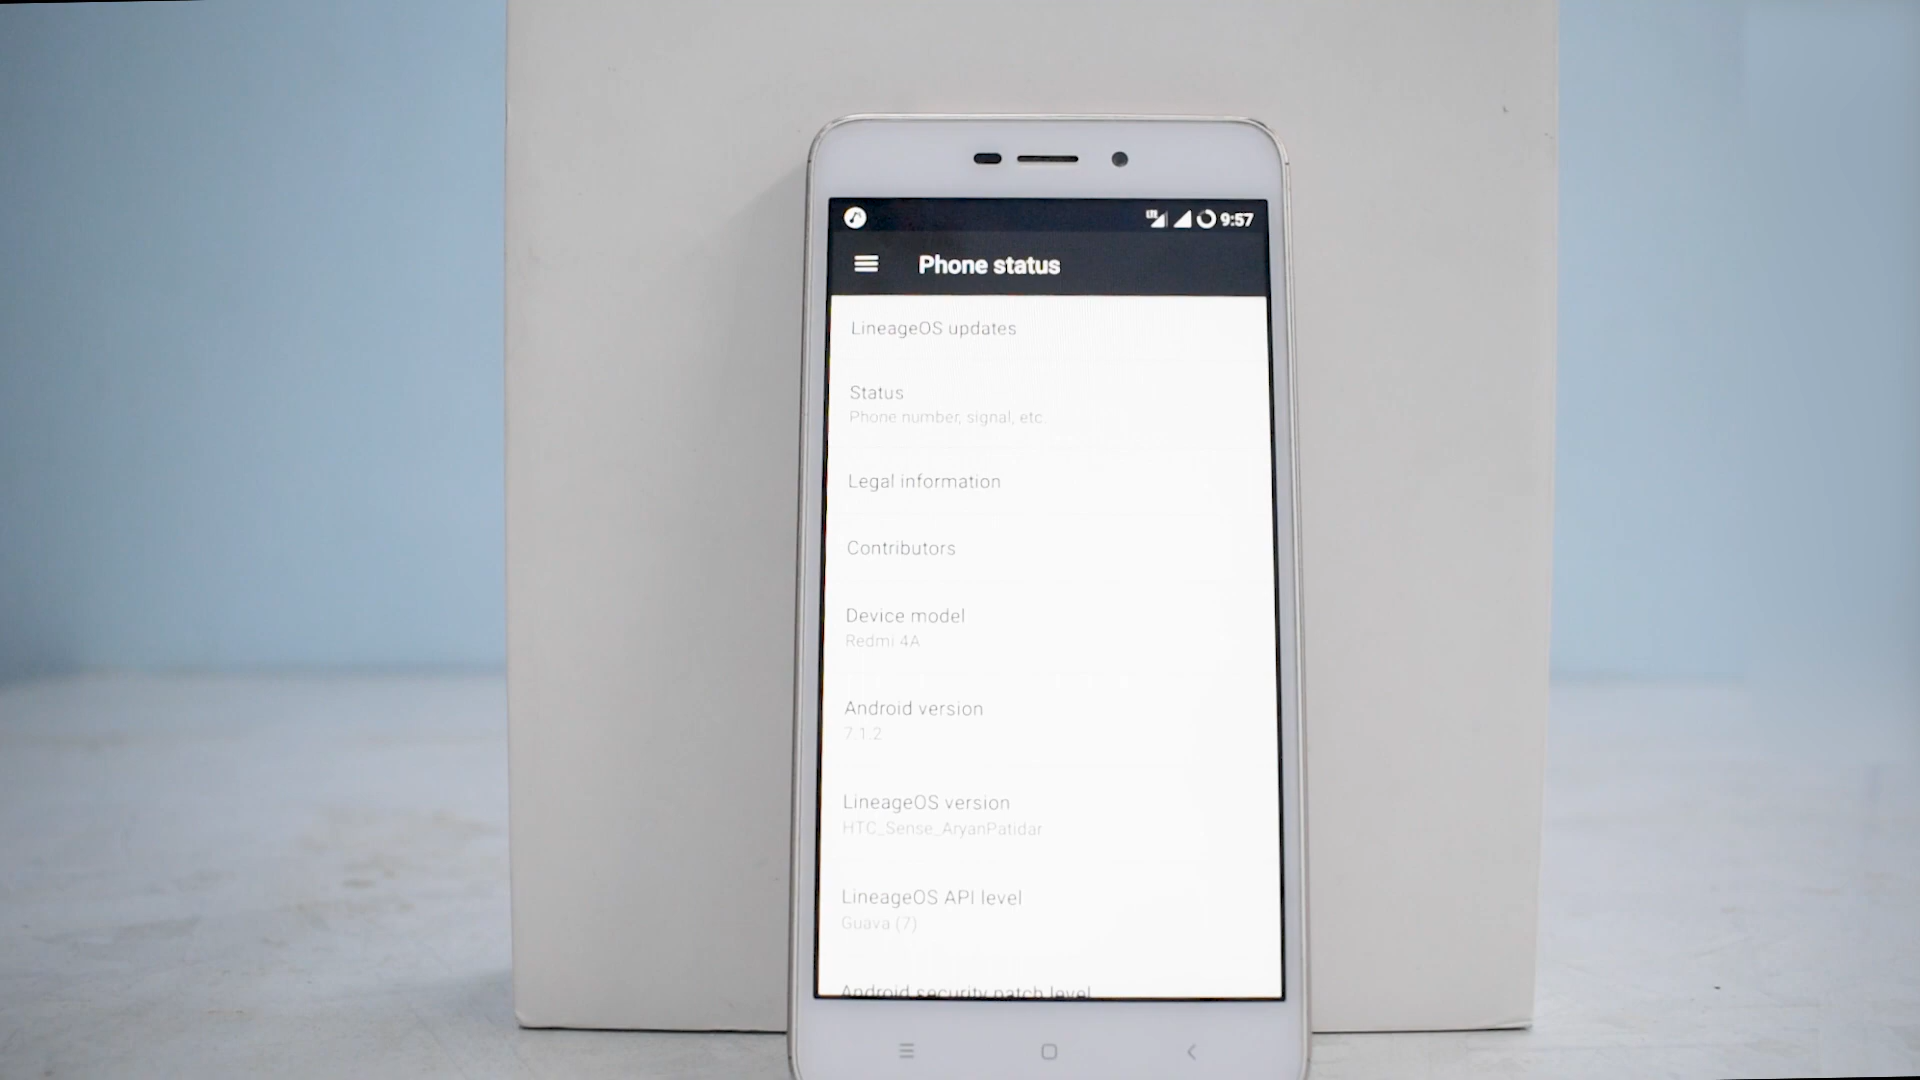 LTE 9:57
Phone status
LineageOS updates
Status
Phone number, signal, etc.
Legal information
Contributors
Device model
Redmi 4A
Android version
7.1.2
LineageOS version
HTC_Sense_AryanPatidar
LineageOS API level
Guava (7)
Android security patch level